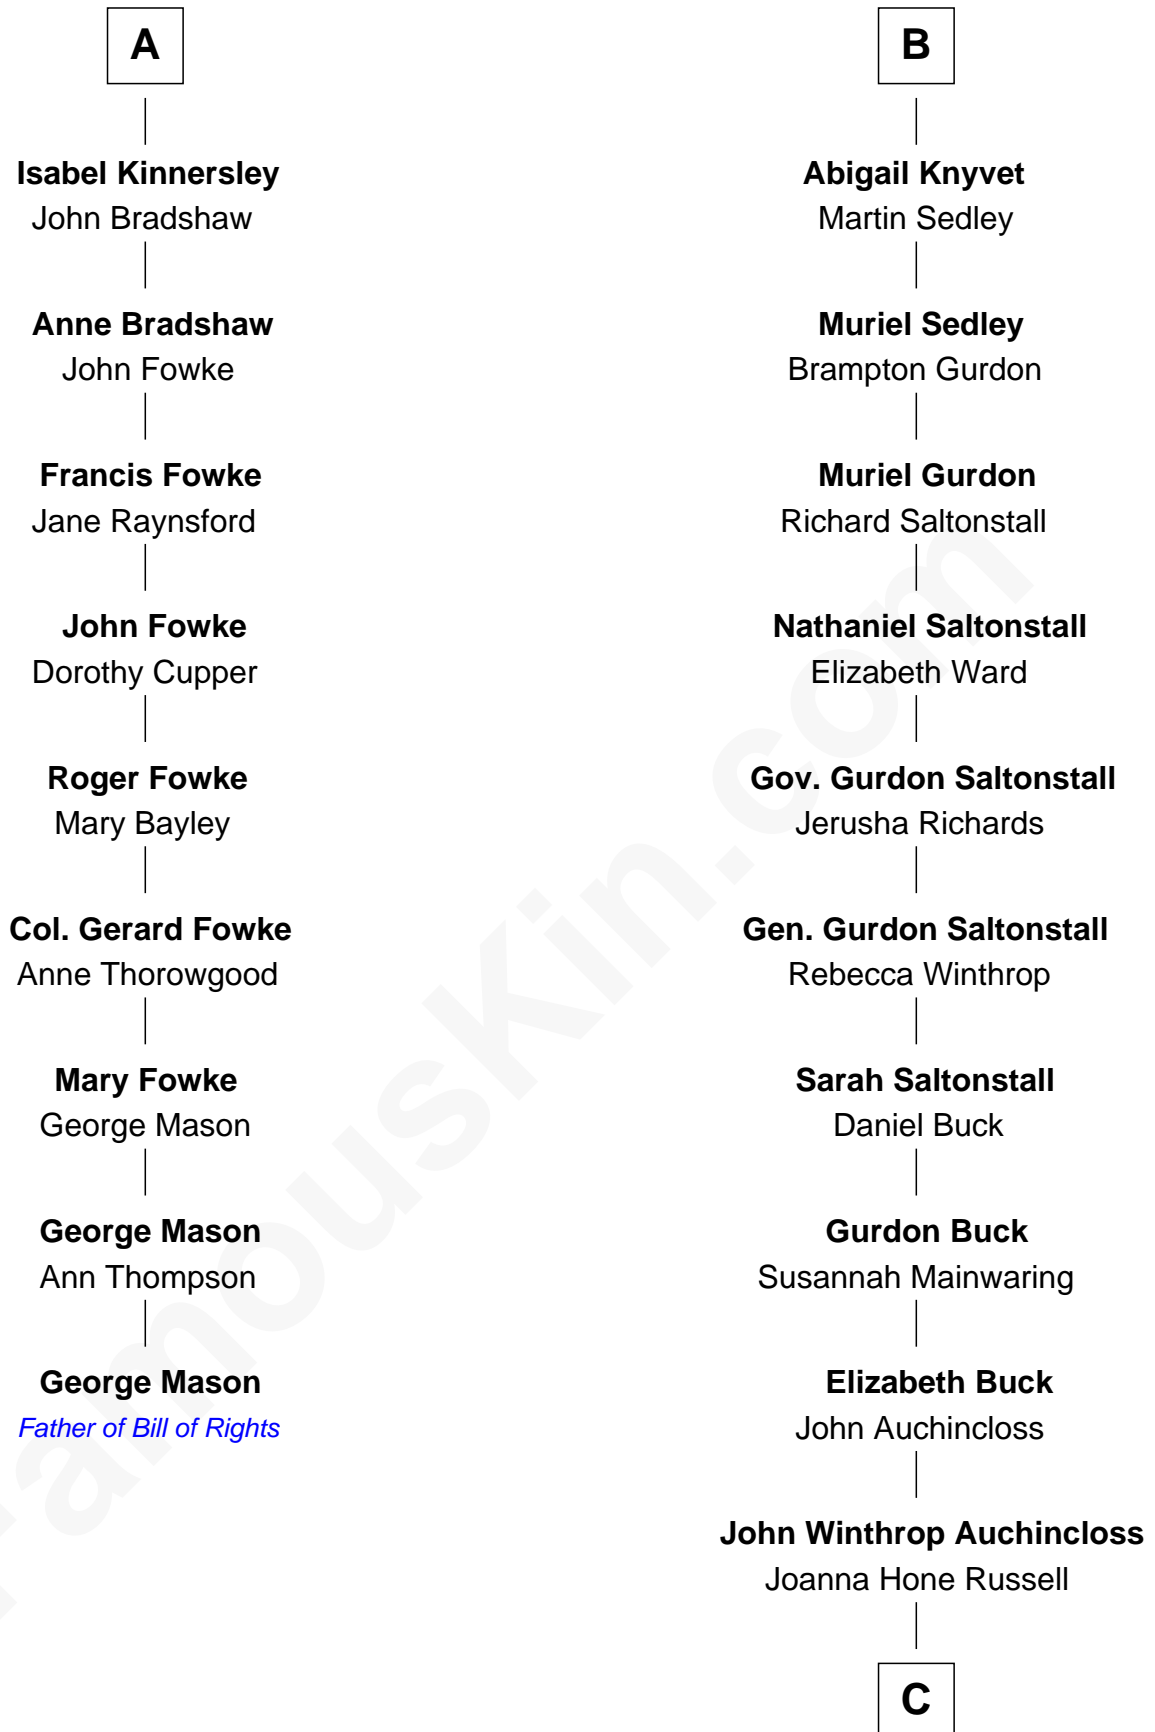 A
Isabel Kinnersley
John Bradshaw
Anne Bradshaw
John Fowke
Francis Fowke
Jane Raynsford
John Fowke
Dorothy Cupper
Roger Fowke
Mary Bayley
Col. Gerard Fowke
Anne Thorowgood
Mary Fowke
George Mason
George Mason
Ann Thompson
George Mason
Father of Bill of Rights
B
Abigail Knyvet
Martin Sedley
Muriel Sedley
Brampton Gurdon
Muriel Gurdon
Richard Saltonstall
Nathaniel Saltonstall
Elizabeth Ward
Gov. Gurdon Saltonstall
Jerusha Richards
Gen. Gurdon Saltonstall
Rebecca Winthrop
Sarah Saltonstall
Daniel Buck
Gurdon Buck
Susannah Mainwaring
Elizabeth Buck
John Auchincloss
John Winthrop Auchincloss
Joanna Hone Russell
C
FamousKin.com